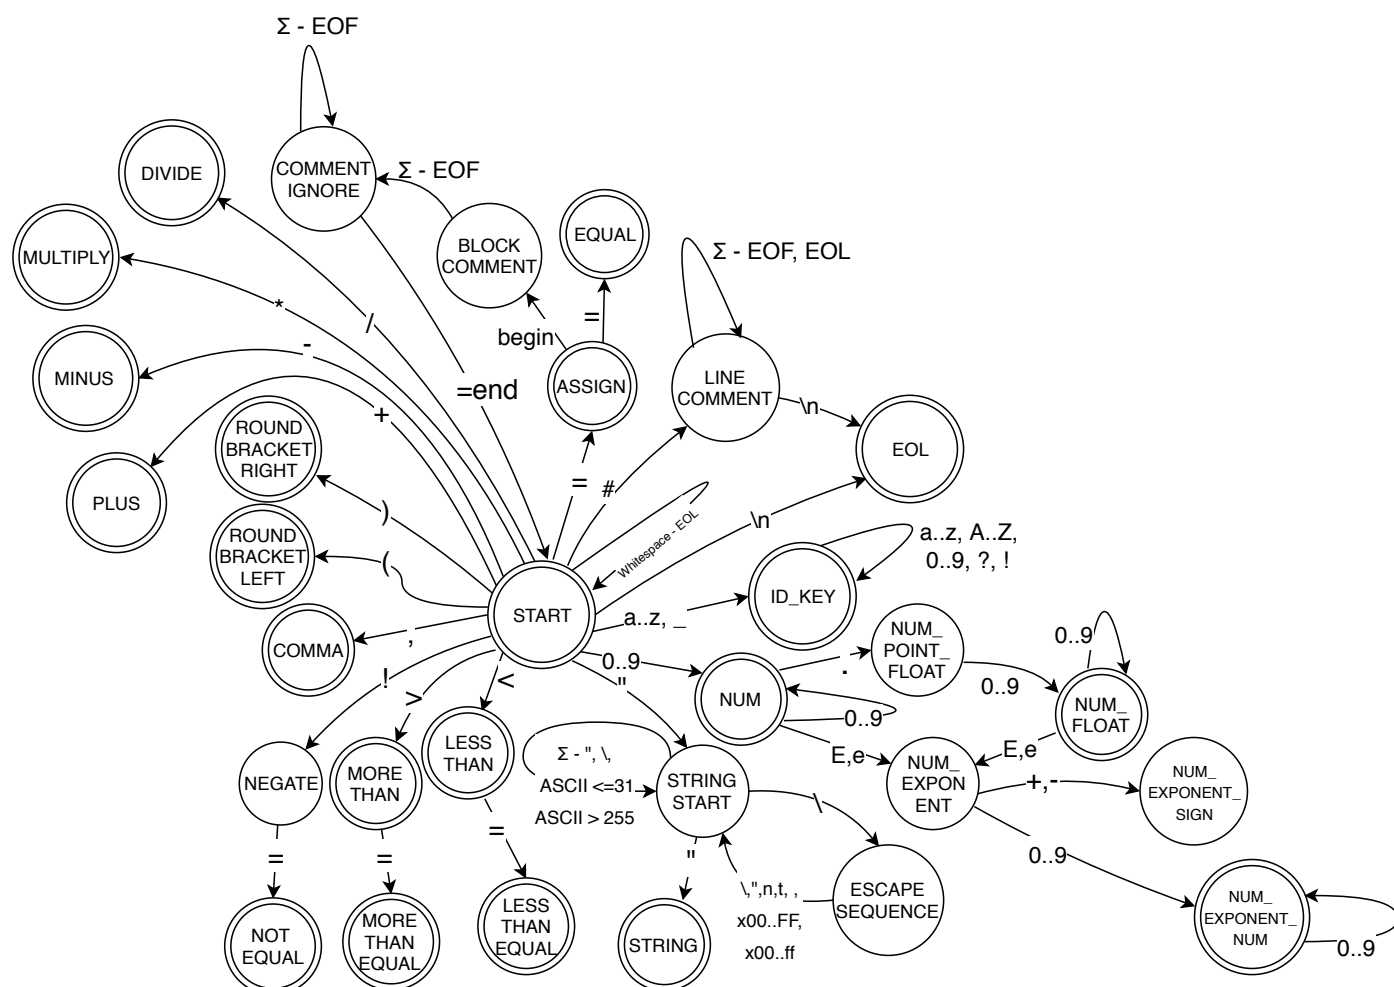 Σ - EOF
DIVIDE
COMMENT
IGNORE
Σ - EOF
MULTIPLY
BLOCK
COMMENT
EQUAL
Σ - EOF, EOL
*
/
-
begin
=
MINUS
=end
ASSIGN
LINE
COMMENT
\n
+
ROUND
BRACKET
RIGHT
EOL
PLUS
=
#
)
\n
Whitespace - EOL
ROUND
BRACKET
LEFT
(
a..z, A..Z,
0..9, ?, !
ID_KEY
START
a..z, _
COMMA
,
NUM_
POINT_
FLOAT
0..9
!
>
<
0..9
"
.
0..9
NUM
0..9
NUM_
FLOAT
LESS
THAN
Σ - ", \,
ASCII <=31
ASCII > 255
E,e
E,e
NEGATE
MORE
THAN
STRING
START
\
NUM_
EXPON
ENT
+,-
NUM_
EXPONENT_
SIGN
=
=
=
"
0..9
\,",n,t, ,
x00..FF,
x00..ff
ESCAPE
SEQUENCE
NOT
EQUAL
MORE
THAN
EQUAL
LESS
THAN
EQUAL
STRING
NUM_
EXPONENT_
NUM
0..9